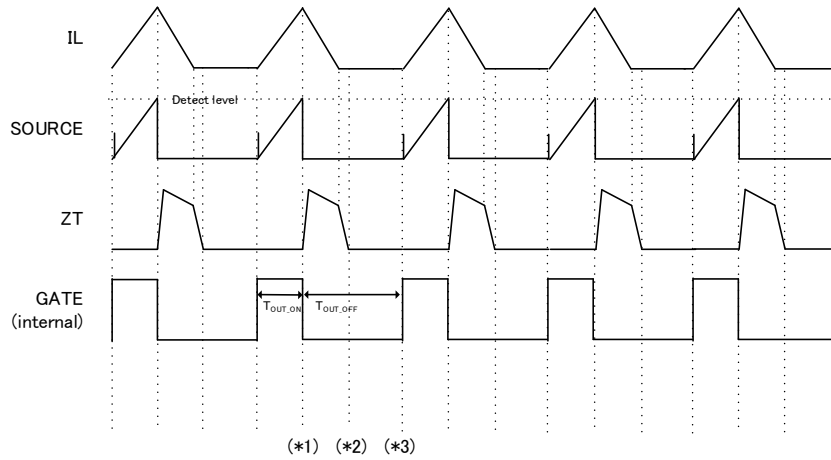 IL
Detect level
SOURCE
ZT
GATE
(internal)
TOUT_ON
TOUT_OFF
(*1)
(*2)
(*3)